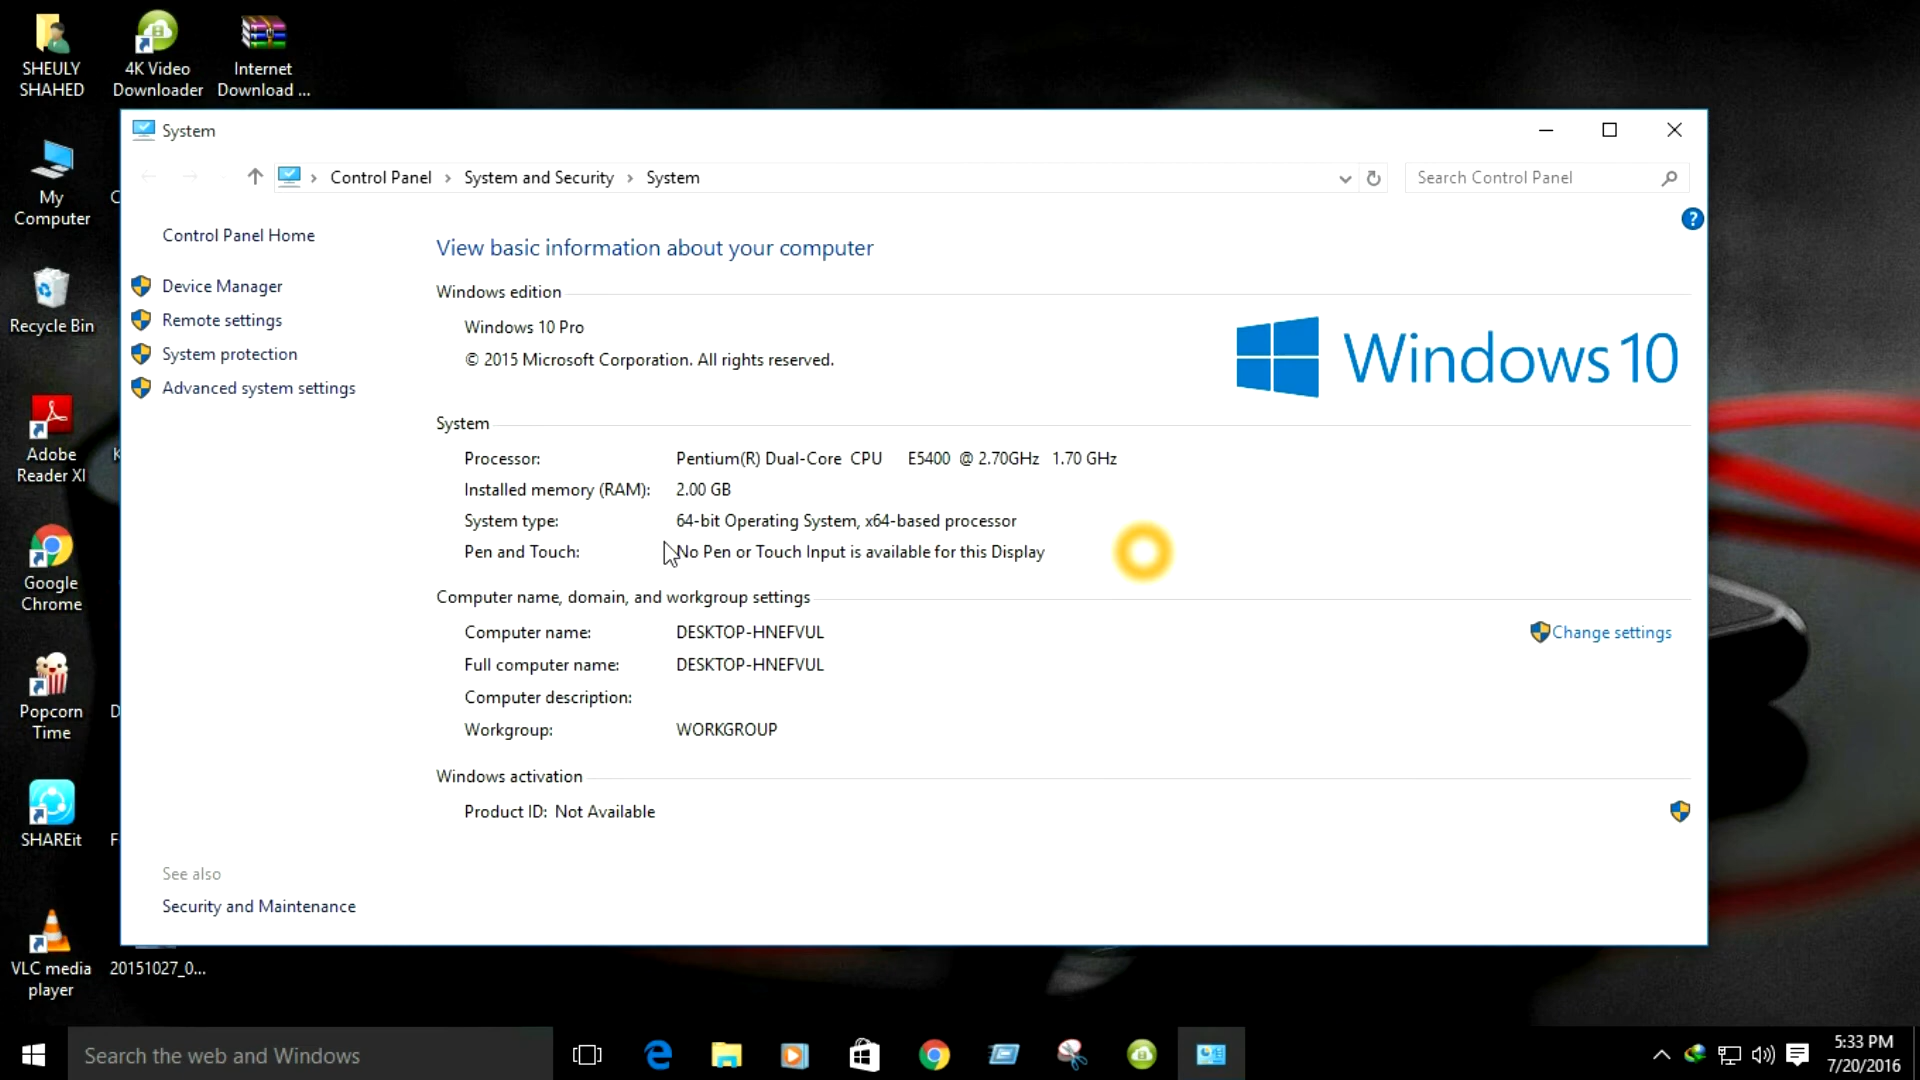 SHEULY
SHAHED
4K Video
Downloader
Internet
Download ...
System
Control Panel
System and Security
System
Search Control Panel
?
My
Computer
C
Control Panel Home
View basic information about your computer
Device Manager
Windows edition
Remote settings
Windows 10 Pro
Recycle Bin
System protection
© 2015 Microsoft Corporation. All rights reserved.
Windows 10
Advanced system settings
System
Adobe
Reader XI
K
Processor: Pentium(R) Dual-Core CPU E5400 @ 2.70GHz 1.70 GHz
Installed memory (RAM): 2.00 GB
System type: 64-bit Operating System, x64-based processor
Pen and Touch: No Pen or Touch Input is available for this Display
Google
Chrome
Computer name, domain, and workgroup settings
Computer name: DESKTOP-HNEFVUL
Change settings
Full computer name: DESKTOP-HNEFVUL
Computer description:
Workgroup: WORKGROUP
Popcorn
Time
D
Windows activation
Product ID: Not Available
SHAREit
F
See also
Security and Maintenance
VLC media
player
20151027_0...
Search the web and Windows
5:33 PM
7/20/2016